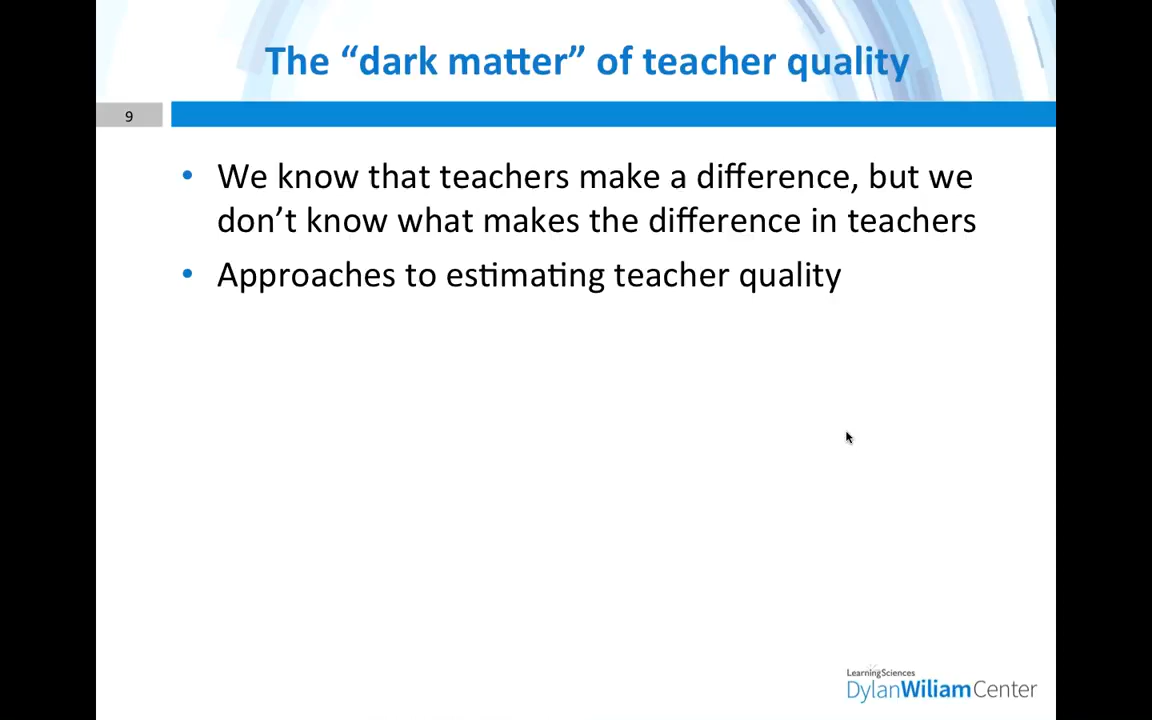 The “dark matter” of teacher quality
9
• We know that teachers make a difference, but we
don’t know what makes the difference in teachers
• Approaches to estimating teacher quality
LearningSciences
DylanWiliamCenter